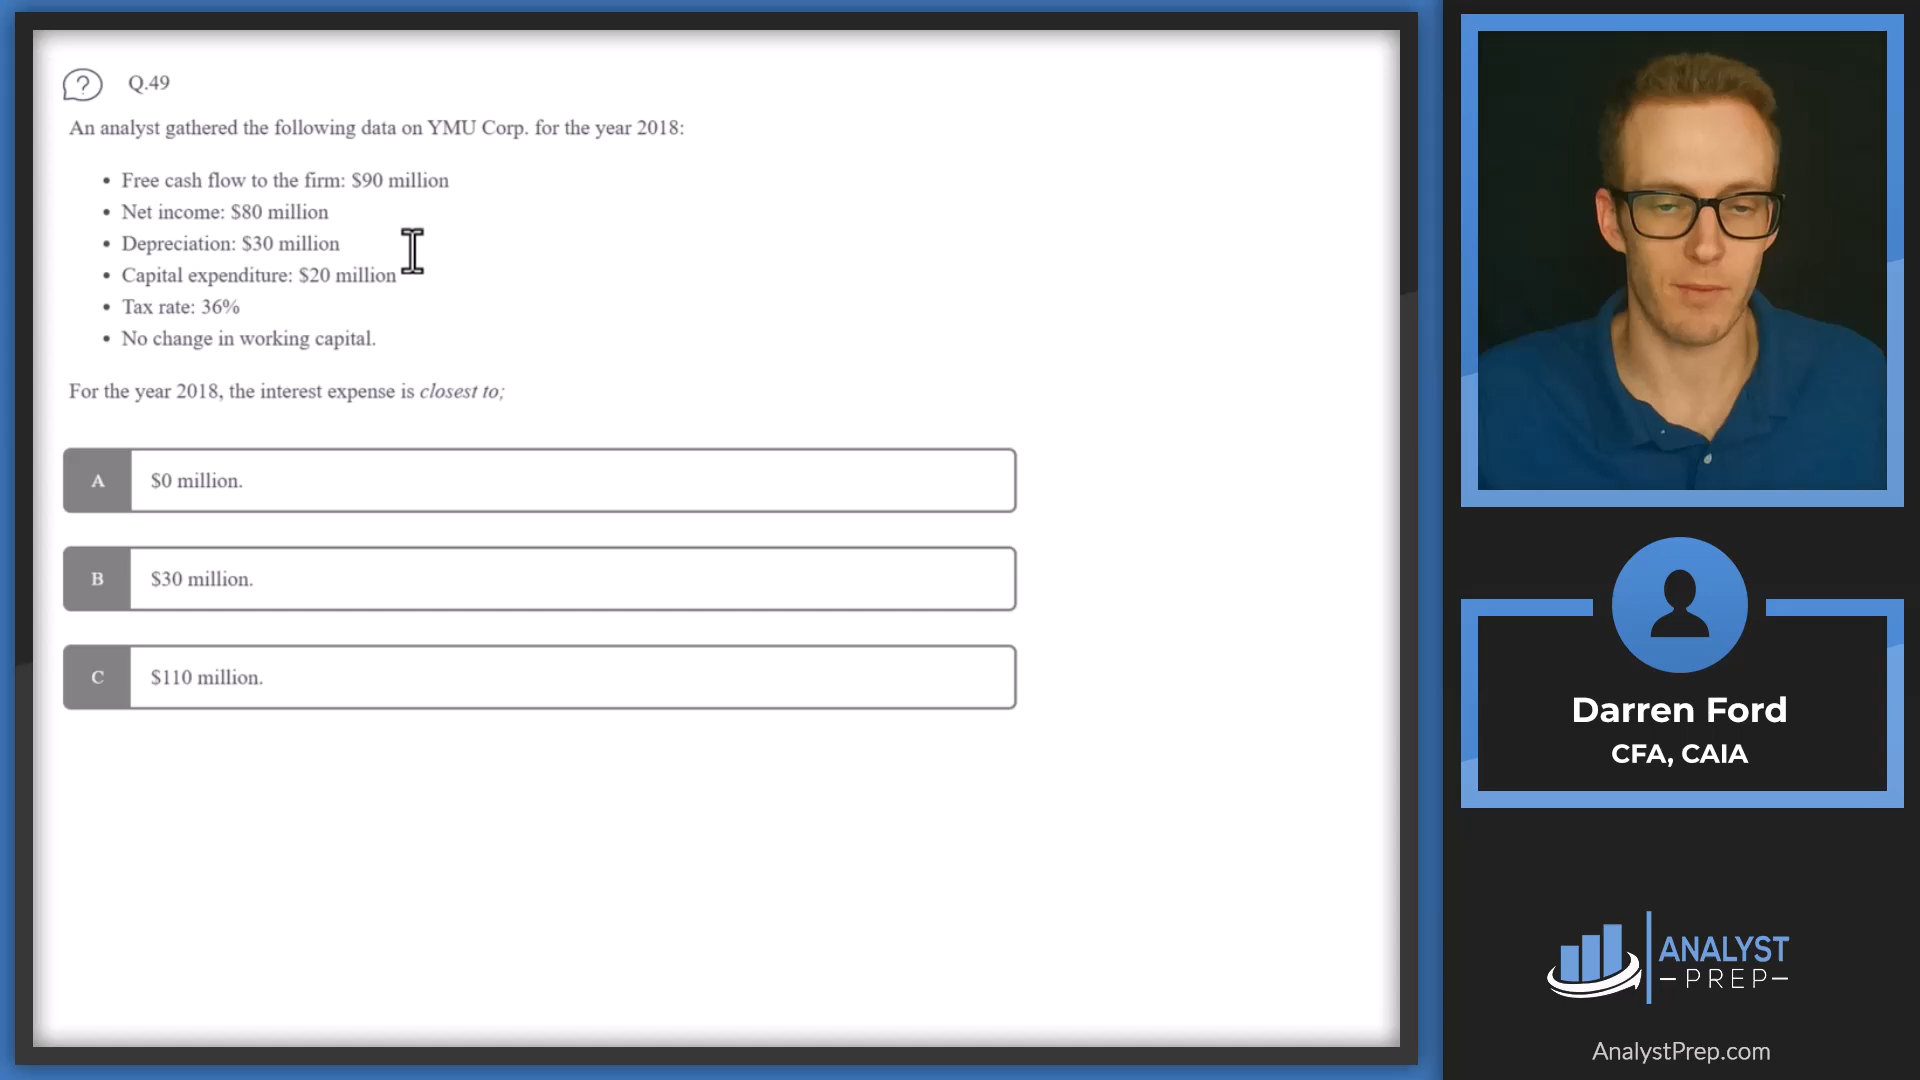 ?
Q.49
An analyst gathered the following data on YMU Corp. for the year 2018:
• Free cash flow to the firm: $90 million
• Net income: $80 million
• Depreciation: $30 million
• Capital expenditure: $20 million
• Tax rate: 36%
• No change in working capital.
For the year 2018, the interest expense is closest to;
A $0 million.
B $30 million.
C $110 million.
Darren Ford
CFA, CAIA
ANALYST
PREP
AnalystPrep.com